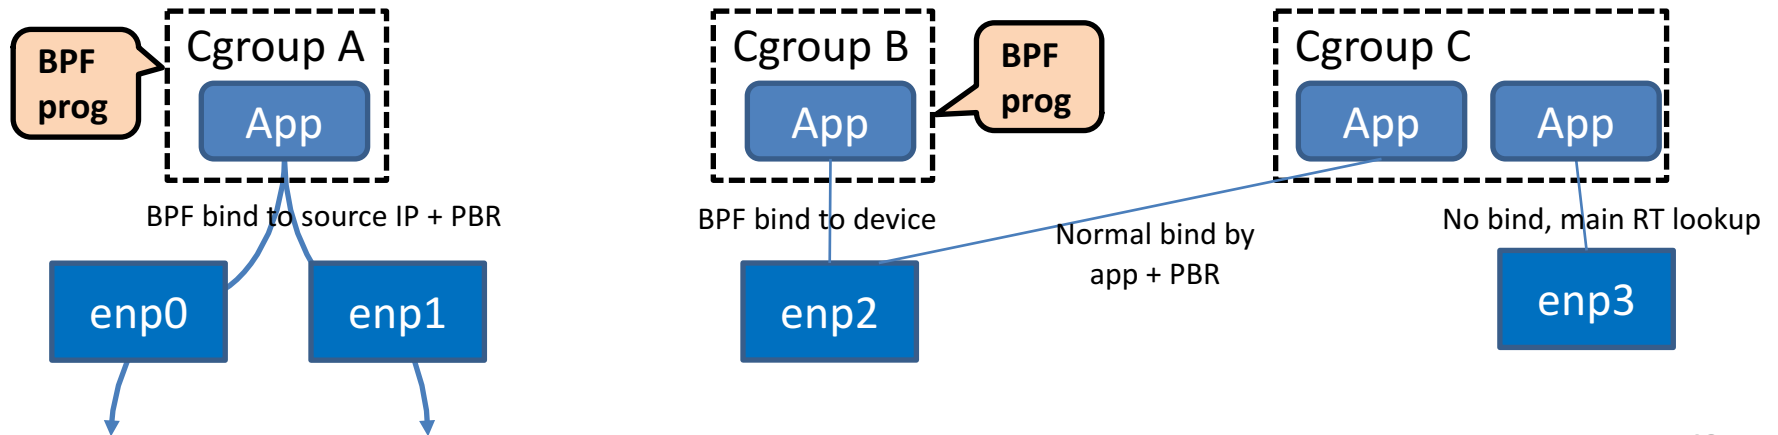 BPF
prog
Cgroup A
App
BPF bind to source IP + PBR
enp0
enp1
Cgroup B
App
BPF
prog
BPF bind to device
enp2
Normal bind by
app + PBR
Cgroup C
App
App
No bind, main RT lookup
enp3